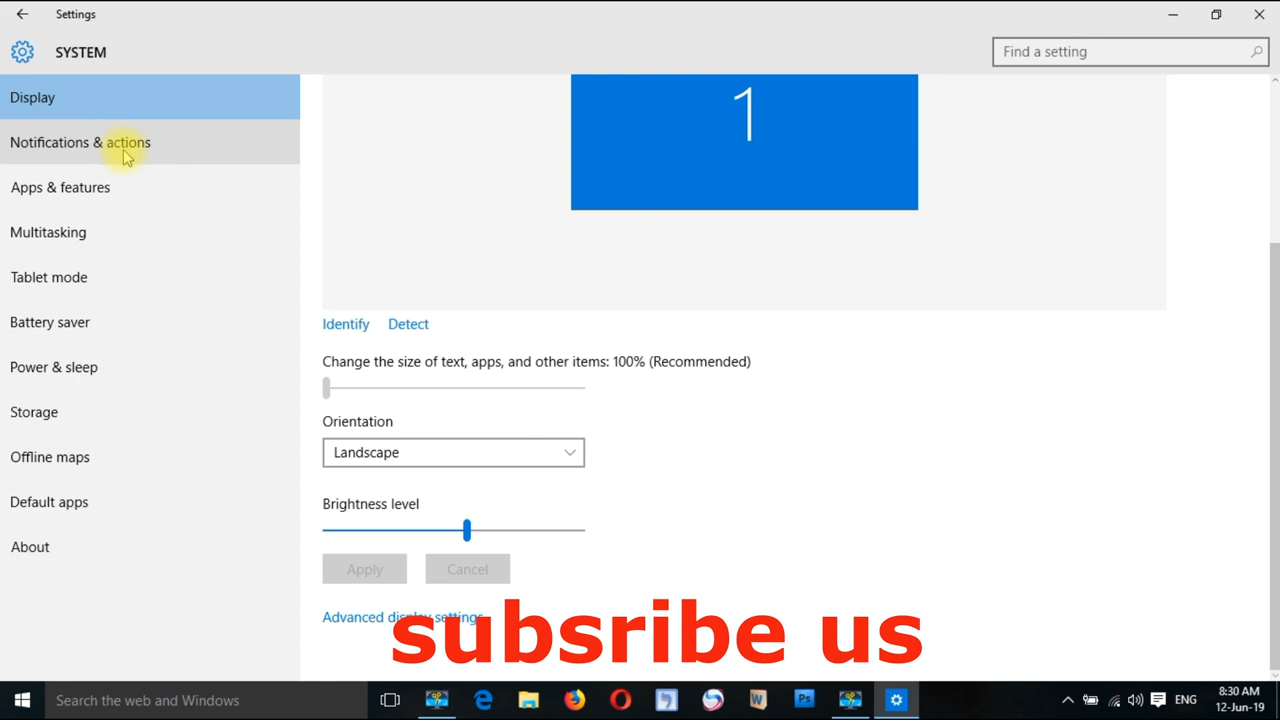 Settings
SYSTEM
Find a setting
Display
Notifications & actions
Apps & features
Multitasking
Tablet mode
Battery saver
Power & sleep
Storage
Offline maps
Default apps
About
1
Identify Detect
Change the size of text, apps, and other items: 100% (Recommended)
Orientation
Landscape
Brightness level
Apply Cancel
Advanced display settings
subsribe us
Search the web and Windows
W
Ps
ENG
8:30 AM
12-Jun-19